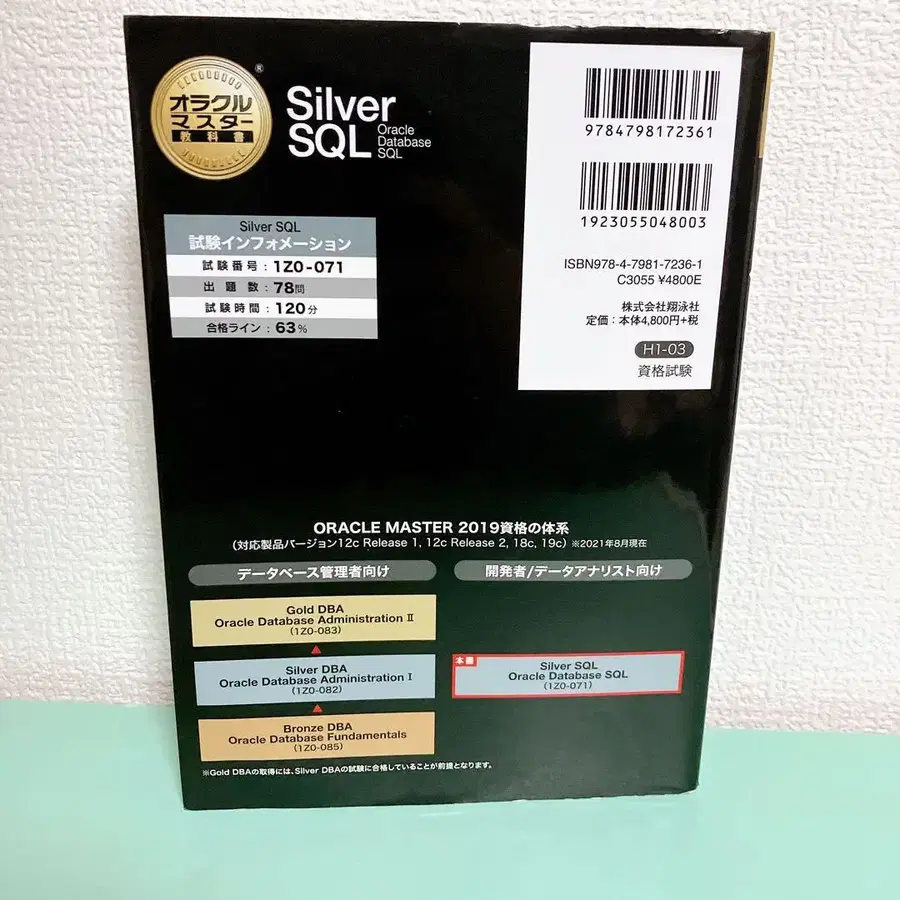 オラクル
マスター
教科書
®
Silver
SQL
Oracle
Database
SQL
9784798172361
1923055048003
ISBN978-4-7981-7236-1
C3055 ¥4800E
株式会社翔泳社
定価：本体4,800円+税
H1-03
資格試験
Silver SQL
試験インフォメーション
試験番号：1Z0-071
出題数：78問
試験時間：120分
合格ライン：63%
ORACLE MASTER 2019資格の体系
（対応製品バージョン12c Release 1, 12c Release 2, 18c, 19c）※2021年8月現在
データベース管理者向け
開発者/データアナリスト向け
Gold DBA
Oracle Database Administration Ⅱ
（1Z0-083）
Silver DBA
Oracle Database Administration Ⅰ
（1Z0-082）
Bronze DBA
Oracle Database Fundamentals
（1Z0-085）
本書
Silver SQL
Oracle Database SQL
（1Z0-071）
※Gold DBAの取得には、Silver DBAの試験に合格していることが前提となります。